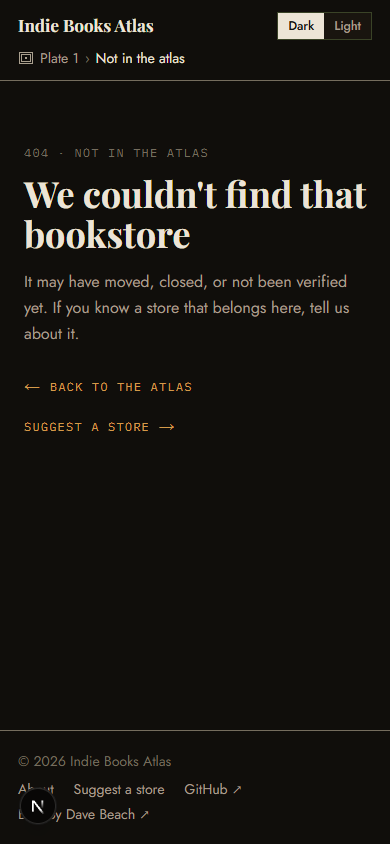 Indie Books Atlas
Dark Light
Plate 1 › Not in the atlas
404 · NOT IN THE ATLAS
We couldn't find that
bookstore
It may have moved, closed, or not been verified
yet. If you know a store that belongs here, tell us
about it.
← BACK TO THE ATLAS
SUGGEST A STORE →
© 2026 Indie Books Atlas
About Suggest a store GitHub ↗
N
by Dave Beach ↗